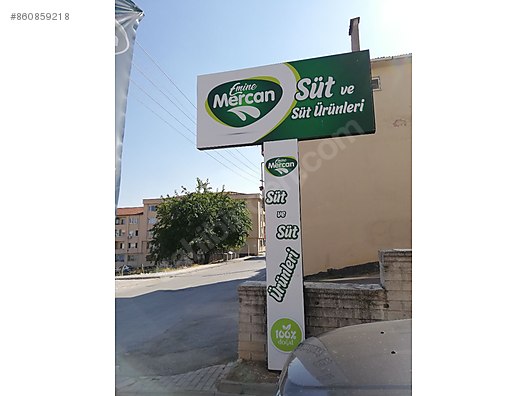 #860859218
Emine
Mercan
Süt ve
Süt Ürünleri
Emine
Mercan
Süt
ve
Süt
Ürünleri
100%
doğal